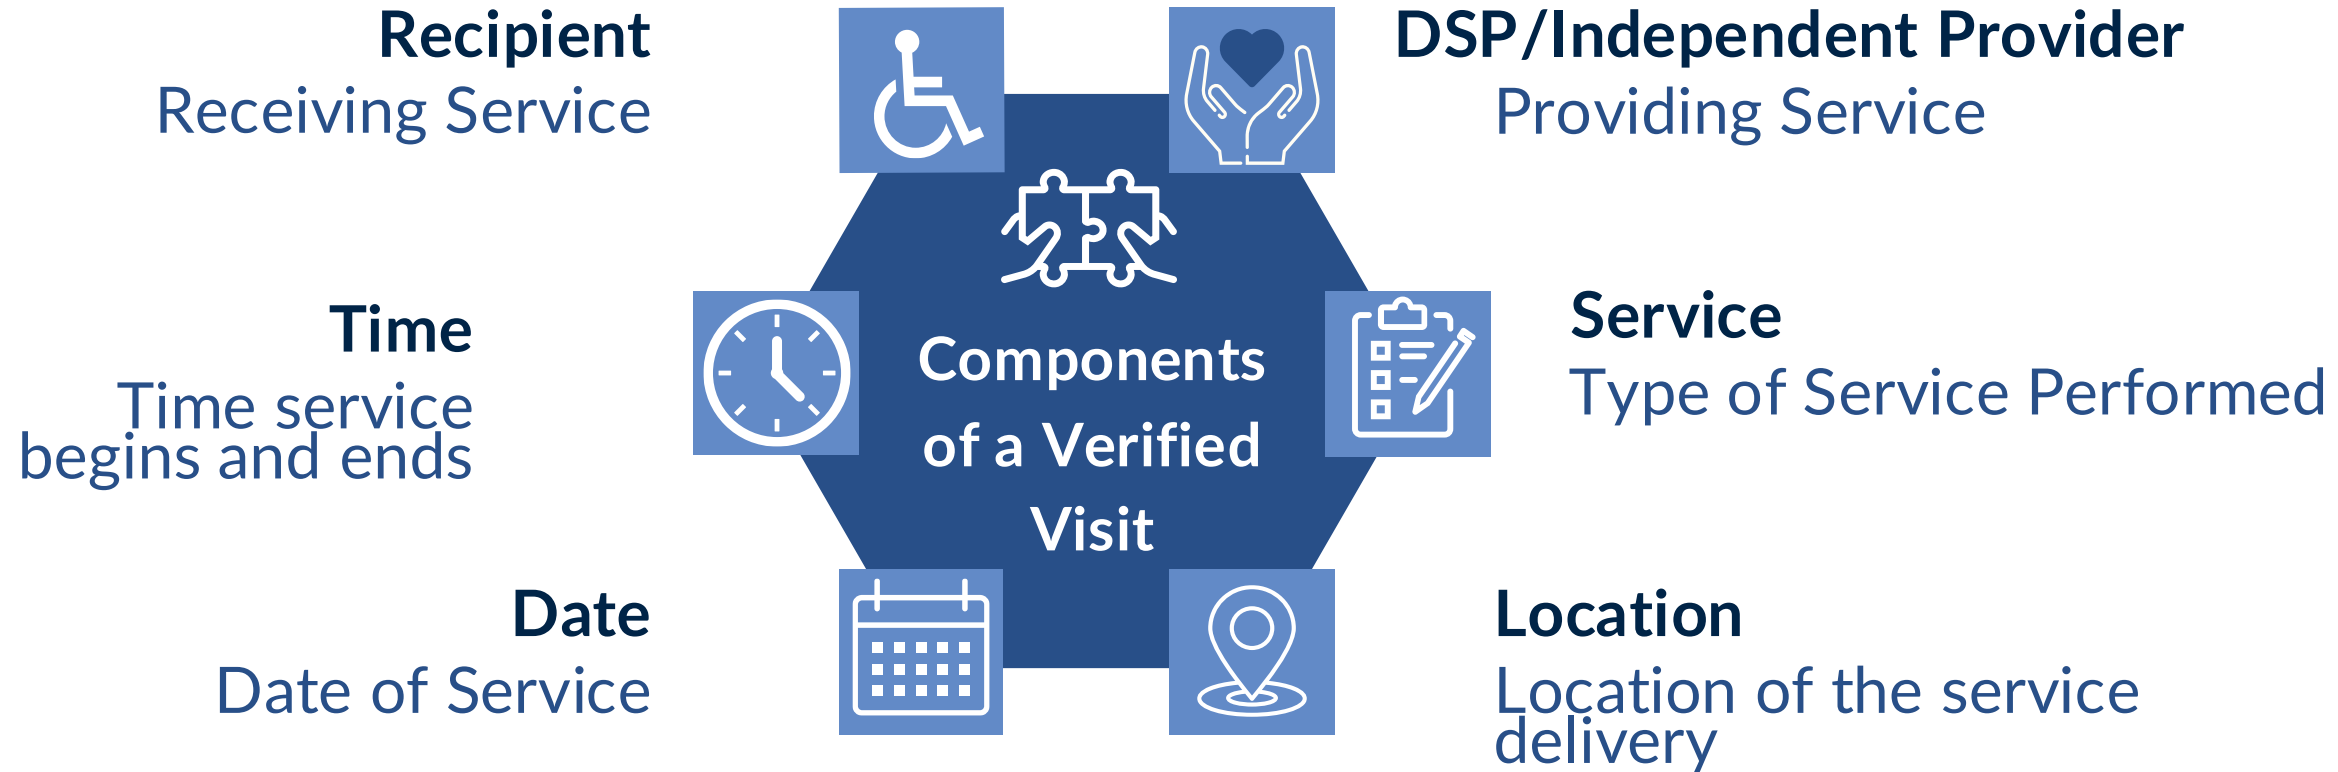 Recipient
Receiving Service
DSP/Independent Provider
Providing Service
Time
Time service
begins and ends
Components
of a Verified
Visit
Service
Type of Service Performed
Date
Date of Service
Location
Location of the service
delivery